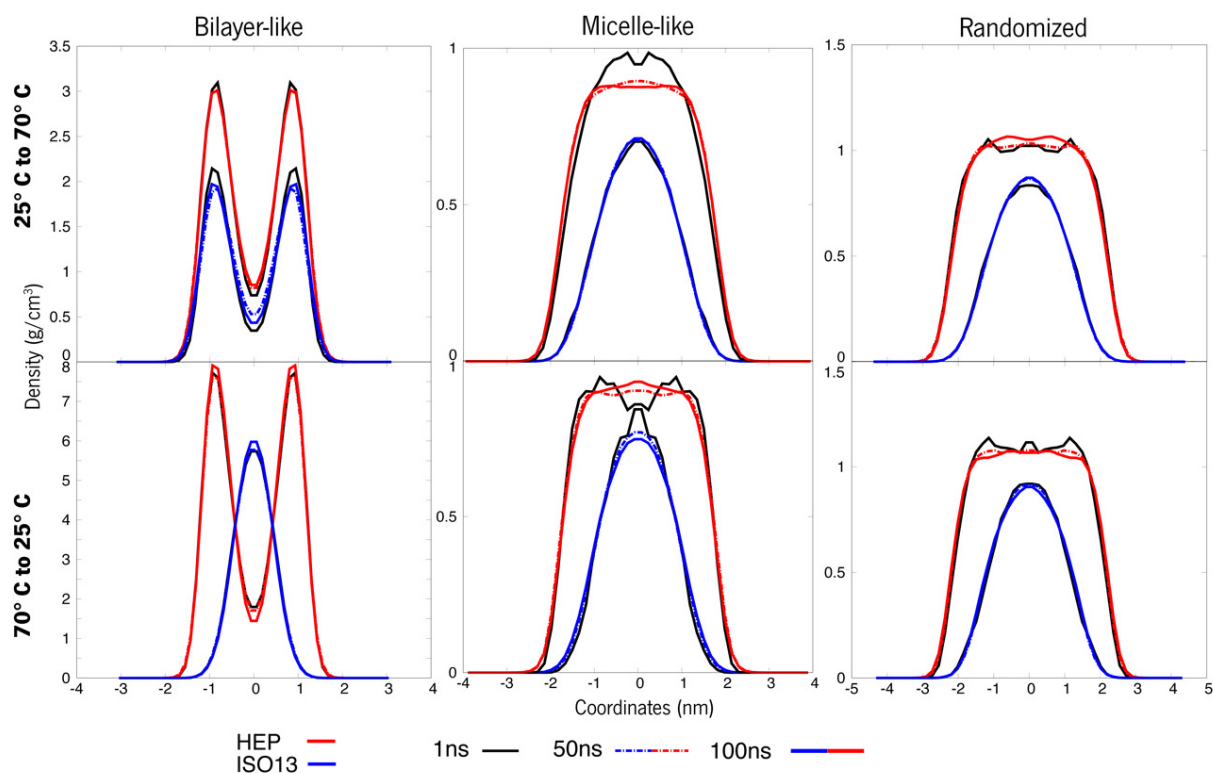 Bilayer-like Micelle-like Randomized
25° C to 70° C
70° C to 25° C
Density (g/cm³)
3.5
3
2.5
2
1.5
1
0.5
0
1
0.5
0
1.5
1
0.5
0
8
7
6
5
4
3
2
1
0
1
0.5
0
1.5
1
0.5
0
-4 -3 -2 -1 0 1 2 3 4
-4 -3 -2 -1 0 1 2 3 4
-5 -4 -3 -2 -1 0 1 2 3 4 5
Coordinates (nm)
HEP
ISO13
1ns 50ns 100ns